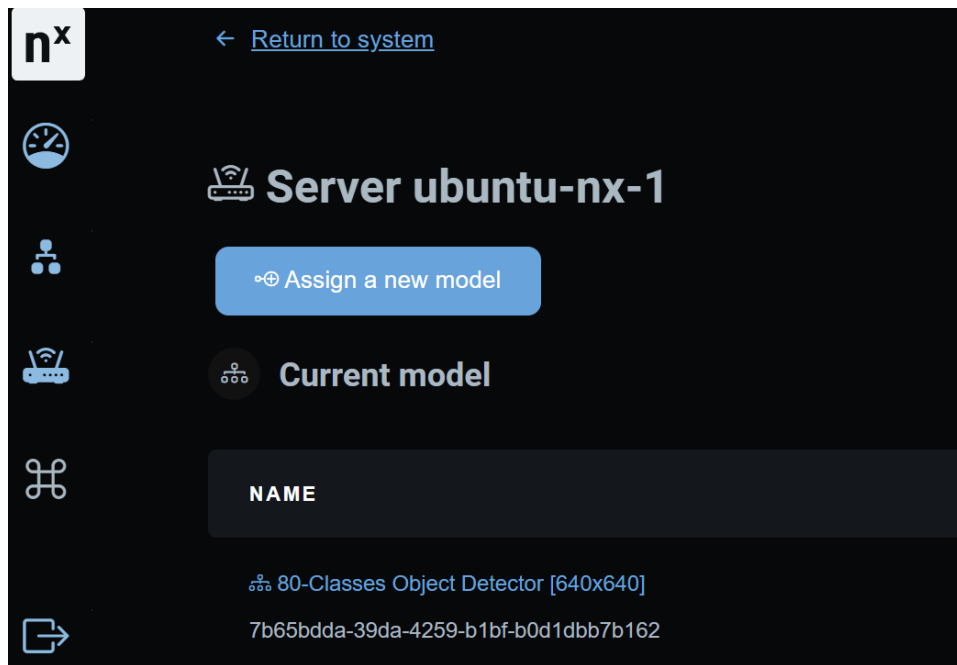 nx
Return to system
Server ubuntu-nx-1
Assign a new model
Current model
NAME
80-Classes Object Detector [640x640]
7b65bdda-39da-4259-b1bf-b0d1dbb7b162